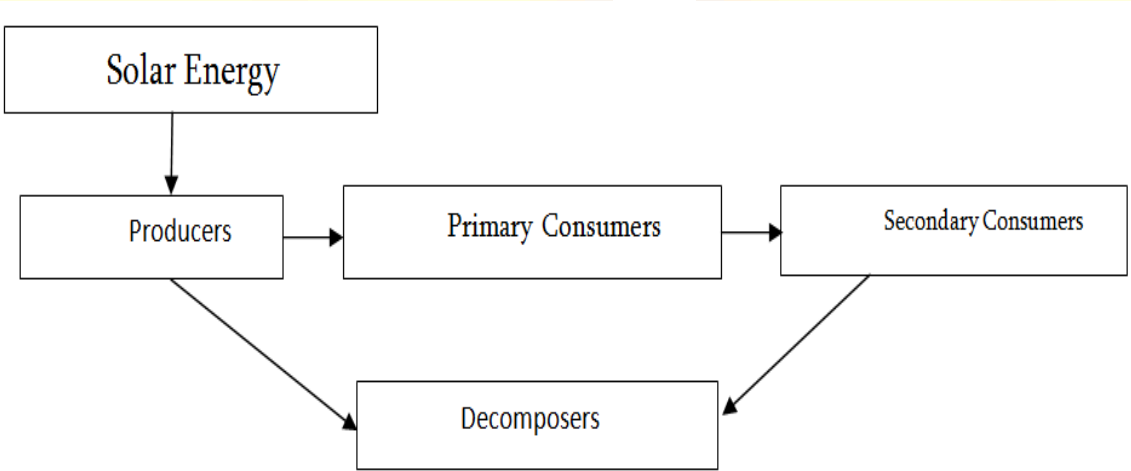 Solar Energy
Producers
Primary Consumers
Secondary Consumers
Decomposers